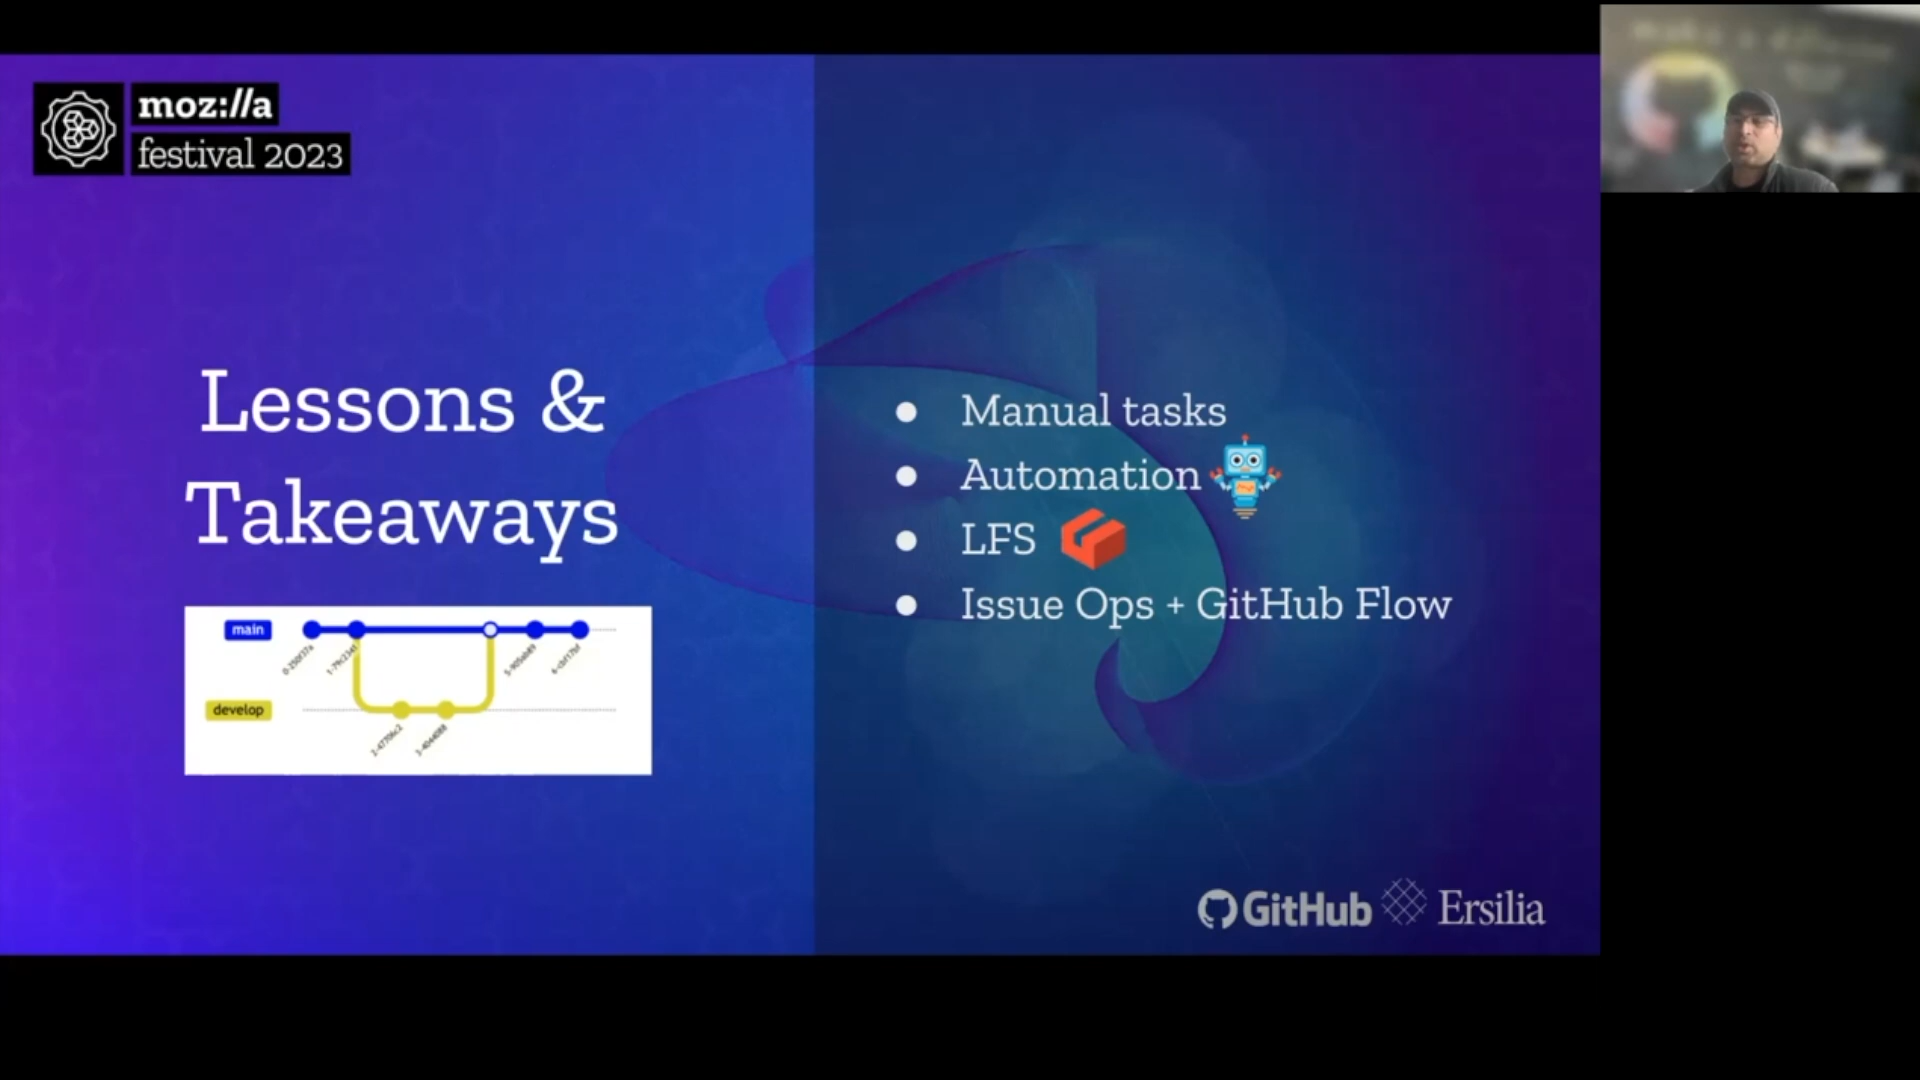 moz://a
festival 2023
Lessons &
Takeaways
main
develop
Manual tasks
Automation
LFS
Issue Ops + GitHub Flow
GitHub
Ersilia